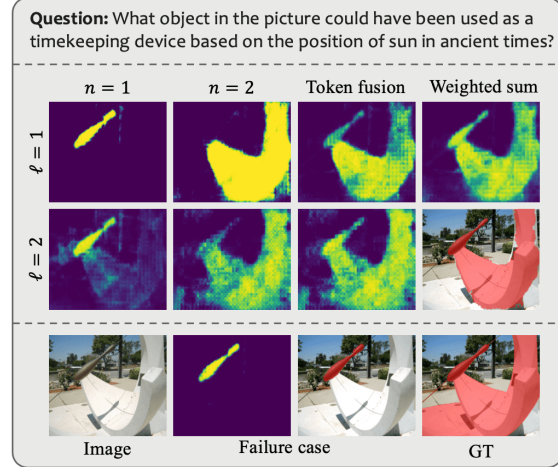 Question: What object in the picture could have been used as a
timekeeping device based on the position of sun in ancient times?
n = 1 n = 2 Token fusion Weighted sum
ℓ = 1
ℓ = 2
Image Failure case GT